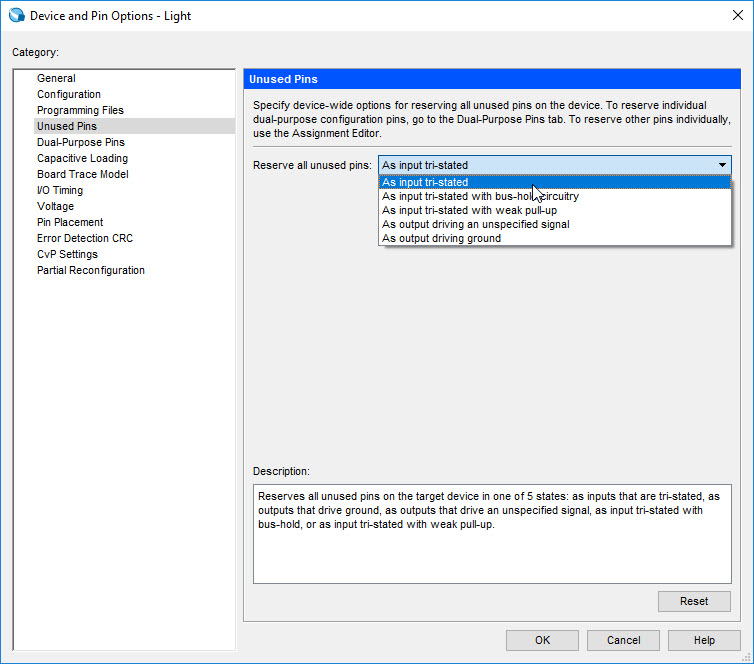 Device and Pin Options - Light
Category:
General
Configuration
Programming Files
Unused Pins
Dual-Purpose Pins
Capacitive Loading
Board Trace Model
I/O Timing
Voltage
Pin Placement
Error Detection CRC
CvP Settings
Partial Reconfiguration
Unused Pins
Specify device-wide options for reserving all unused pins on the device. To reserve individual
dual-purpose configuration pins, go to the Dual-Purpose Pins tab. To reserve other pins individually,
use the Assignment Editor.
Reserve all unused pins: As input tri-stated
As input tri-stated
As input tri-stated with bus-hold circuitry
As input tri-stated with weak pull-up
As output driving an unspecified signal
As output driving ground
Description:
Reserves all unused pins on the target device in one of 5 states: as inputs that are tri-stated, as
outputs that drive ground, as outputs that drive an unspecified signal, as input tri-stated with
bus-hold, or as input tri-stated with weak pull-up.
Reset
OK Cancel Help